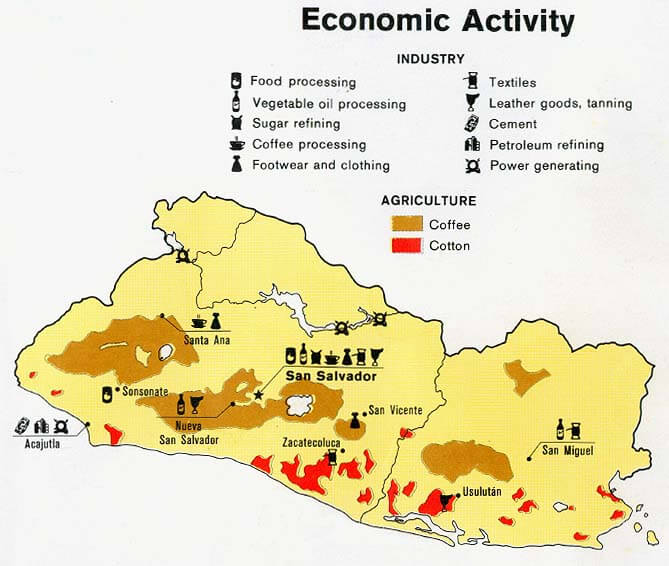 Economic Activity
INDUSTRY
Food processing
Vegetable oil processing
Sugar refining
Coffee processing
Footwear and clothing
Textiles
Leather goods, tanning
Cement
Petroleum refining
Power generating
AGRICULTURE
Coffee
Cotton
Santa Ana
San Salvador
Sonsonate
Nueva
San Salvador
San Vicente
Acajutla
Zacatecoluca
San Miguel
Usulután